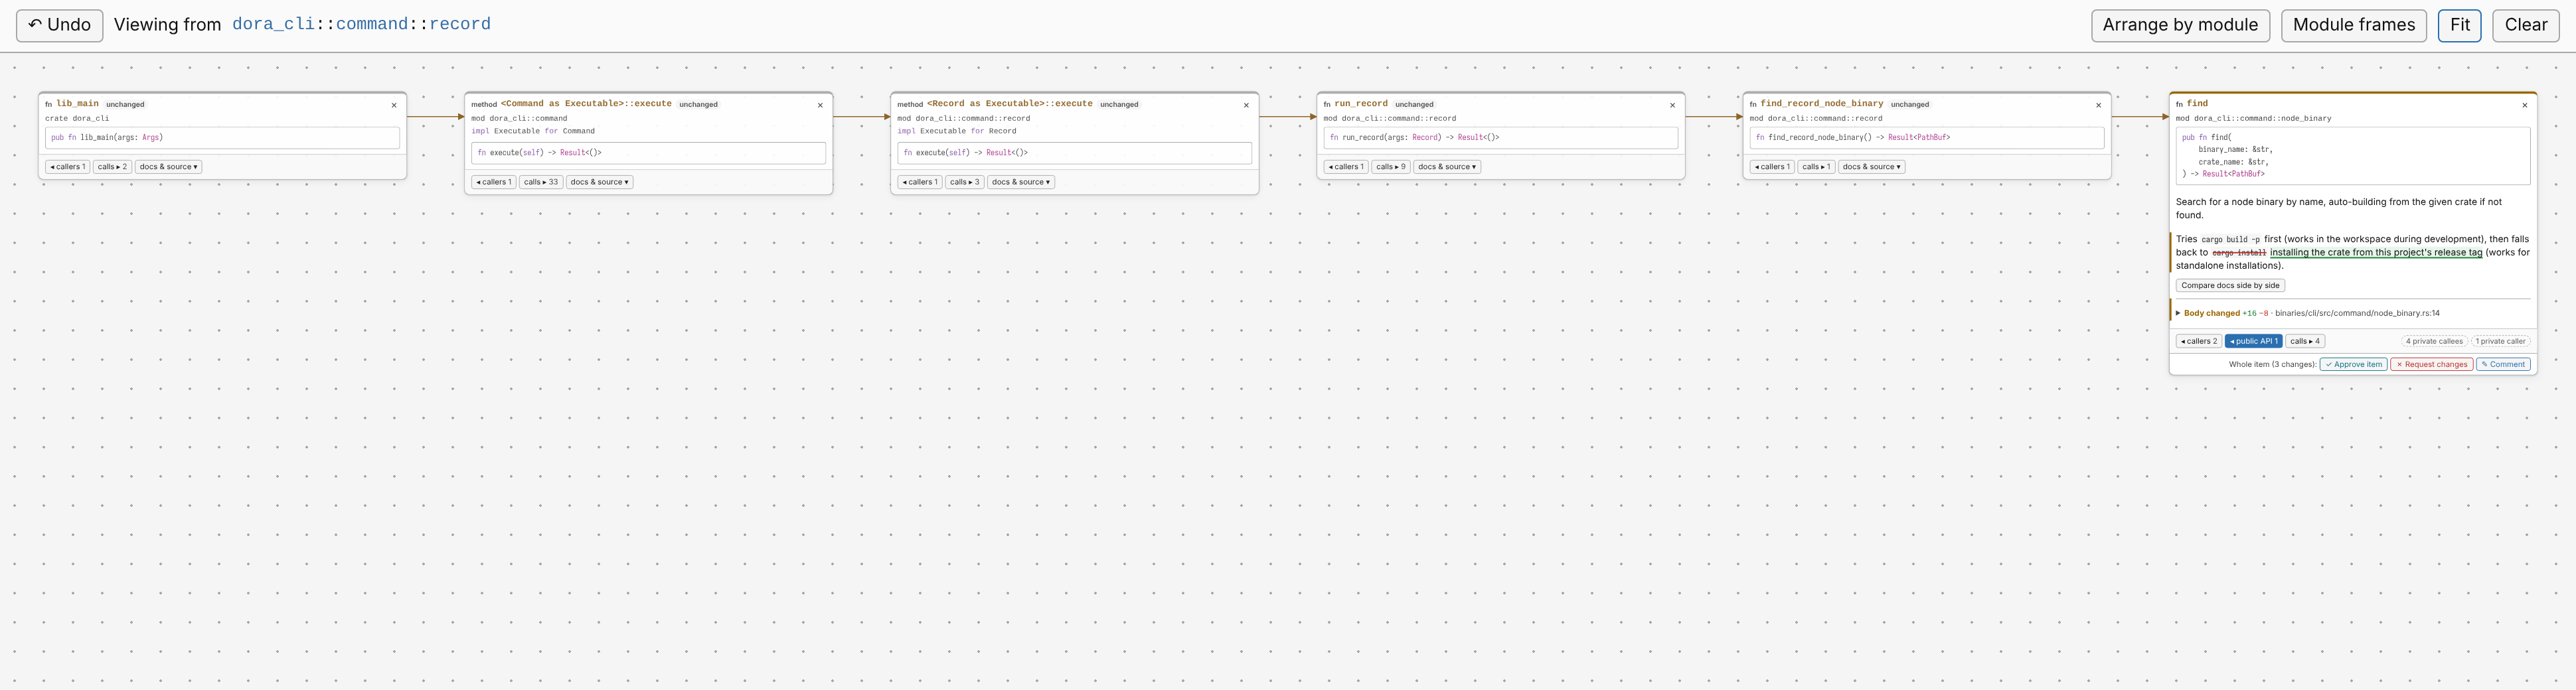 ↶ Undo Viewing from dora_cli::command::record Arrange by module Module frames Fit Clear
fn lib_main unchanged ×
crate dora_cli
pub fn lib_main(args: Args)
◂ callers 1 calls ▸ 2 docs & source ▾
method <Command as Executable>::execute unchanged ×
mod dora_cli::command
impl Executable for Command
fn execute(self) -> Result<()>
◂ callers 1 calls ▸ 33 docs & source ▾
method <Record as Executable>::execute unchanged ×
mod dora_cli::command::record
impl Executable for Record
fn execute(self) -> Result<()>
◂ callers 1 calls ▸ 3 docs & source ▾
fn run_record unchanged ×
mod dora_cli::command::record
fn run_record(args: Record) -> Result<()>
◂ callers 1 calls ▸ 9 docs & source ▾
fn find_record_node_binary unchanged ×
mod dora_cli::command::record
fn find_record_node_binary() -> Result<PathBuf>
◂ callers 1 calls ▸ 1 docs & source ▾
fn find ×
mod dora_cli::command::node_binary
pub fn find(
binary_name: &str,
crate_name: &str,
) -> Result<PathBuf>
Search for a node binary by name, auto-building from the given crate if not
found.
Tries cargo build -p first (works in the workspace during development), then falls
back to cargo install installing the crate from this project's release tag (works for
standalone installations).
Compare docs side by side
▶ Body changed +16 −8 · binaries/cli/src/command/node_binary.rs:14
◂ callers 2 ◂ public API 1 calls ▸ 4 4 private callees 1 private caller
Whole item (3 changes): ✓ Approve item × Request changes ✎ Comment